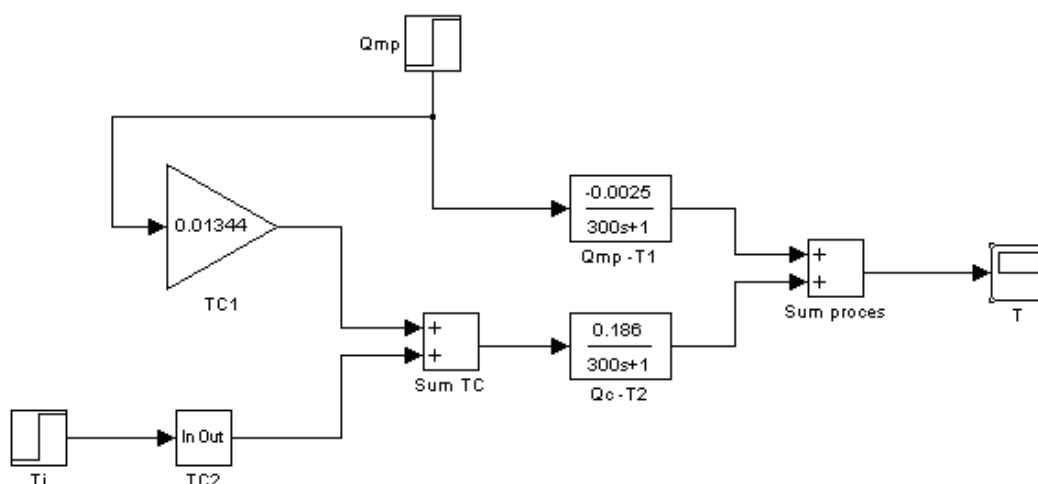 Qmp
0.01344
TC1
-0.0025
300s+1
Qmp -T1
+
+
Sum proces
T
+
+
Sum TC
0.186
300s+1
Qc -T2
In Out
TC2
Ti